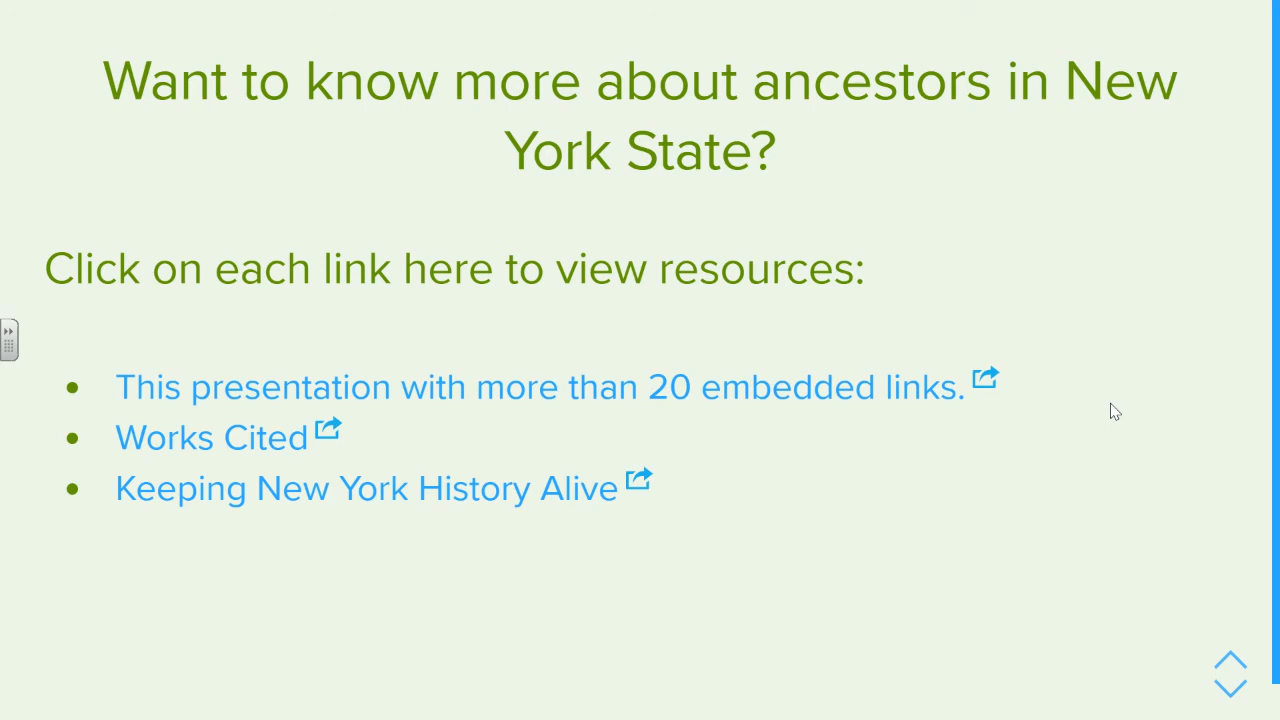 Want to know more about ancestors in New
York State?
Click on each link here to view resources:
• This presentation with more than 20 embedded links.
• Works Cited
• Keeping New York History Alive